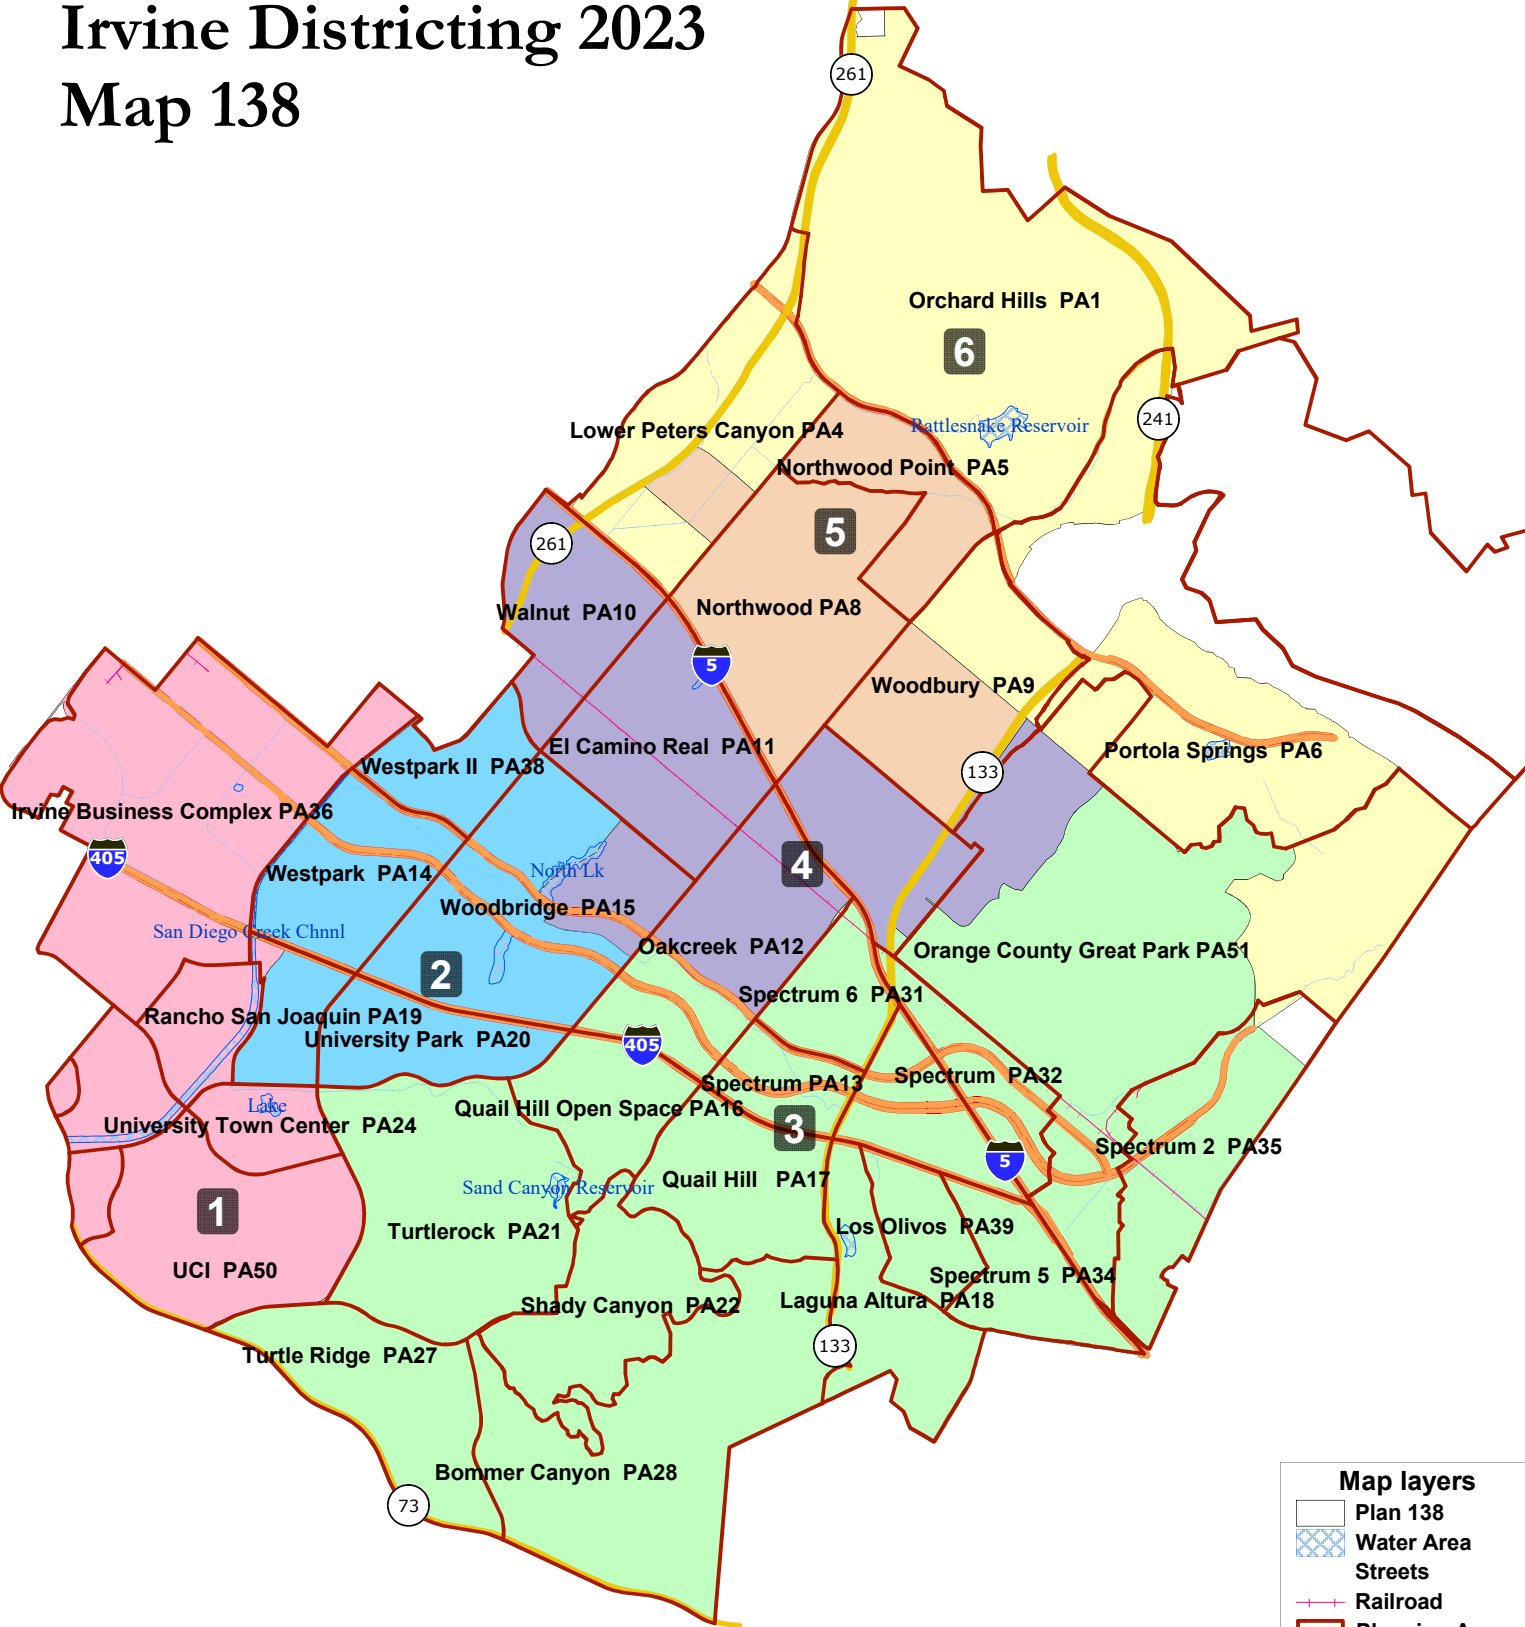 Irvine Districting 2023
Map 138
261
Orchard Hills PA1
6
241
Rattlesnake Reservoir
Lower Peters Canyon PA4
Northwood Point PA5
5
261
Walnut PA10
Northwood PA8
5
Woodbury PA9
El Camino Real PA11
Portola Springs PA6
Westpark II PA38
133
Irvine Business Complex PA36
405
4
Westpark PA14
North Lk
Woodbridge PA15
San Diego Creek Chnnl
Oakcreek PA12
Orange County Great Park PA51
2
Spectrum 6 PA31
Rancho San Joaquin PA19
University Park PA20
405
Spectrum PA13
Spectrum PA32
Lake
Quail Hill Open Space PA16
University Town Center PA24
3
Spectrum 2 PA35
5
Quail Hill PA17
Sand Canyon Reservoir
1
Turtlerock PA21
Los Olivos PA39
UCI PA50
Spectrum 5 PA34
Shady Canyon PA22
Laguna Altura PA18
133
Turtle Ridge PA27
Bommer Canyon PA28
73
Map layers
Plan 138
Water Area
Streets
Railroad